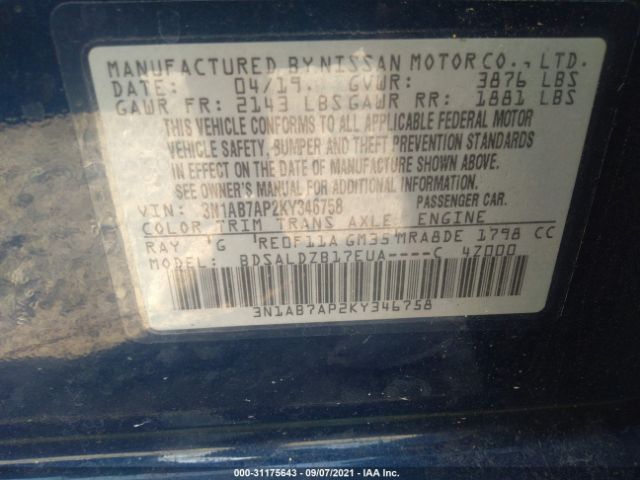 MANUFACTURED BY NISSAN MOTOR CO., LTD.
DATE: 04/19. GVWR: 3876 LBS
GAWR FR: 2143 LBS GAWR RR: 1881 LBS
THIS VEHICLE CONFORMS TO ALL APPLICABLE FEDERAL MOTOR
VEHICLE SAFETY, BUMPER AND THEFT PREVENTION STANDARDS
IN EFFECT ON THE DATE OF MANUFACTURE SHOWN ABOVE.
SEE OWNER'S MANUAL FOR MORE INFORMATION.
VIN: 3N1AB7AP2KY346758 PASSENGER CAR.
COLOR TRIM TRANS AXLE ENGINE
RAY G RE0F11A GM35 MRA8DE 1798 CC
MODEL: BDSALDZB17EUA----C 4Z000
3N1AB7AP2KY346758
000-31175643 - 09/07/2021 - IAA Inc.